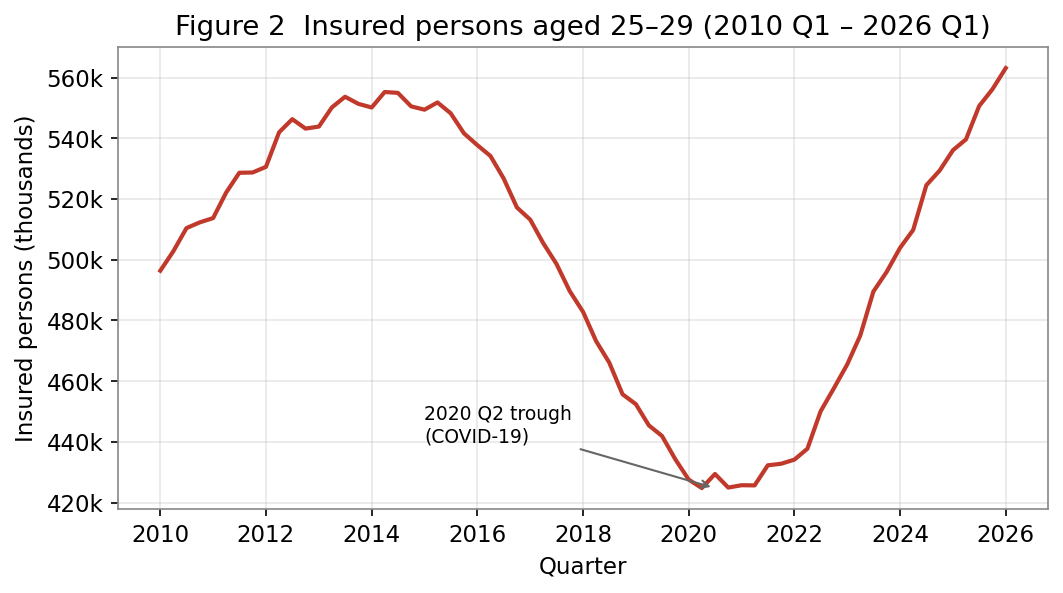 Figure 2  Insured persons aged 25–29 (2010 Q1 – 2026 Q1)
Insured persons (thousands)
560k
540k
520k
500k
480k
460k
440k
420k
2020 Q2 trough
(COVID-19)
2010 2012 2014 2016 2018 2020 2022 2024 2026
Quarter